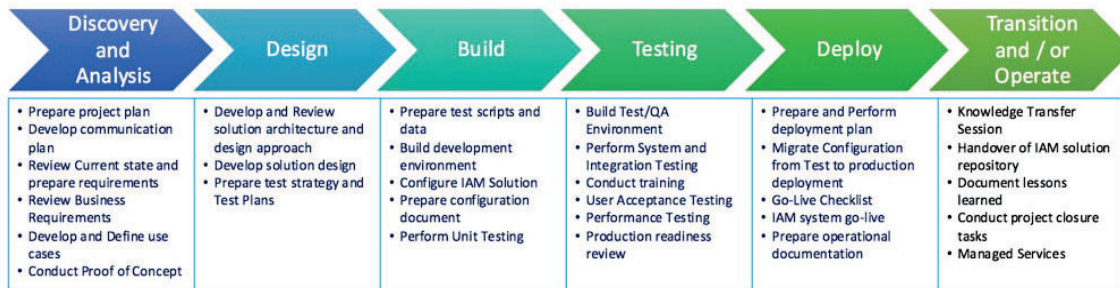 Discovery
and
Analysis
Design
Build
Testing
Deploy
Transition
and / or
Operate
• Prepare project plan
• Develop communication
plan
• Review Current state and
prepare requirements
• Review Business
Requirements
• Develop and Define use
cases
• Conduct Proof of Concept
• Develop and Review
solution architecture and
design approach
• Develop solution design
• Prepare test strategy and
Test Plans
• Prepare test scripts and
data
• Build development
environment
• Configure IAM Solution
• Prepare configuration
document
• Perform Unit Testing
• Build Test/QA
Environment
• Perform System and
Integration Testing
• Conduct training
• User Acceptance Testing
• Performance Testing
• Production readiness
review
• Prepare and Perform
deployment plan
• Migrate Configuration
from Test to production
deployment
• Go-Live Checklist
• IAM system go-live
• Prepare operational
documentation
• Knowledge Transfer
Session
• Handover of IAM solution
repository
• Document lessons
learned
• Conduct project closure
tasks
• Managed Services